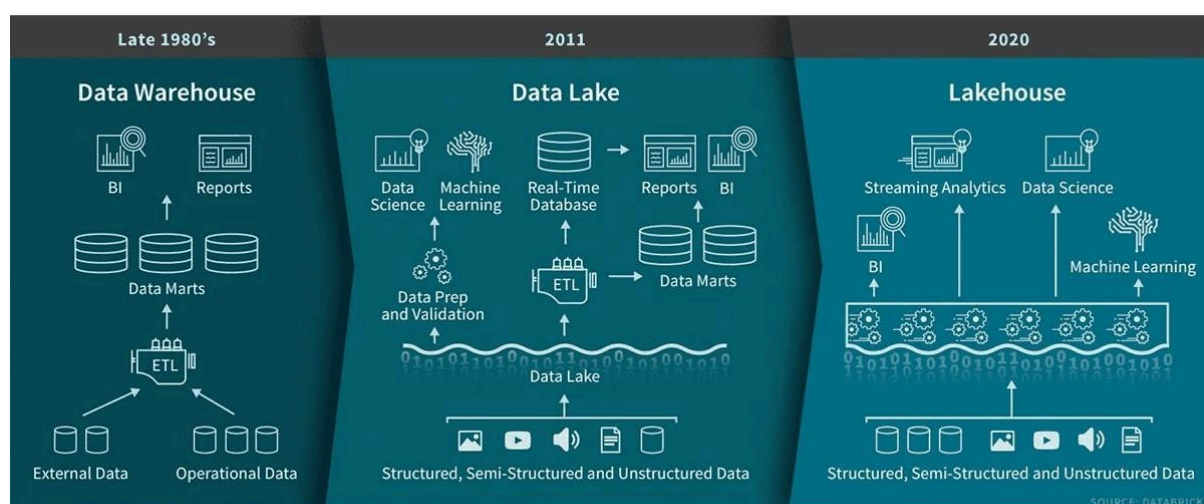 Late 1980's
Data Warehouse
BI
Reports
Data Marts
ETL
External Data
Operational Data
2011
Data Lake
Data
Science
Machine
Learning
Real-Time
Database
Reports
BI
Data Prep
and Validation
ETL
Data Marts
Data Lake
Structured, Semi-Structured and Unstructured Data
2020
Lakehouse
Streaming Analytics
Data Science
BI
Machine Learning
Structured, Semi-Structured and Unstructured Data
SOURCE: DATABRICK